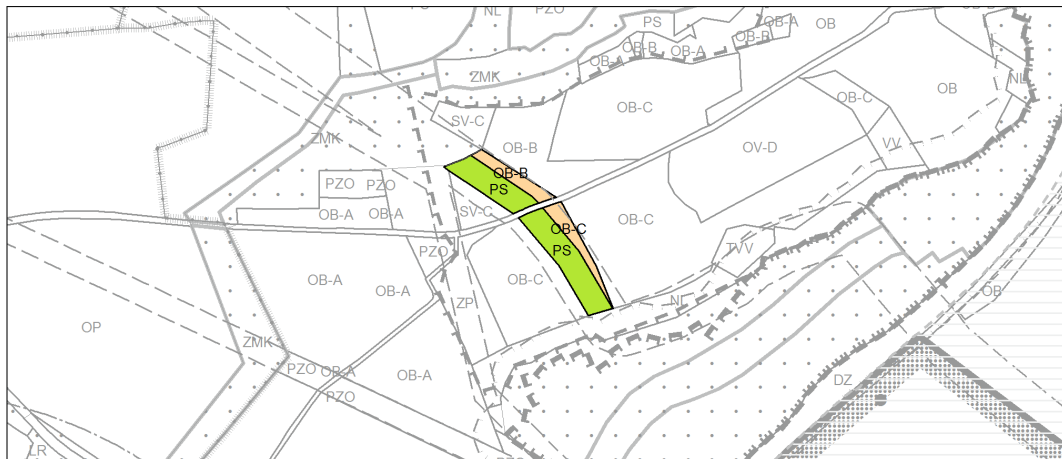 NL
PZO
PS
OB-A
OB
OB-B
OB-B
OB-A
OB-A
ZMK
NL
OB
OB-C
OB-C
SV-C
ZMK
OB-B
OV-D
VV
OB-B
PS
PZO
PZO
SV-C
OB-A
OB-A
OB-C
OB-C
PZO
PS
TVV
OB-A
OB-C
OB-A
ZP
NL
OB
OP
ZMK
PZO
OB-A
OB-A
DZ
PZO
LR